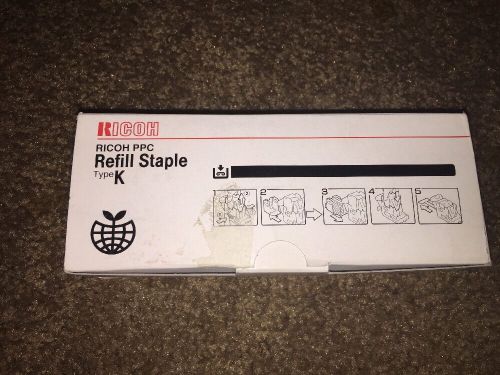 RICOH
RICOH PPC
Refill Staple
Type K
1 2 3 4 5